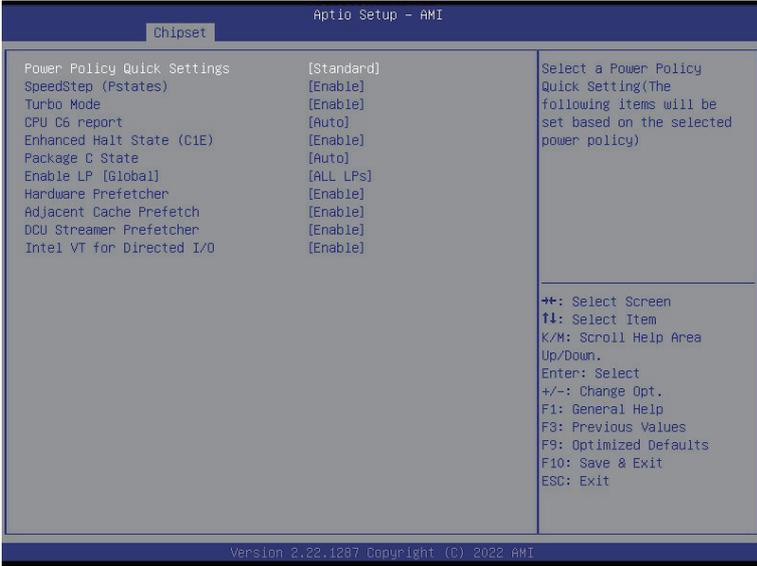 Aptio Setup – AMI
Chipset
Power Policy Quick Settings [Standard]
SpeedStep (Pstates) [Enable]
Turbo Mode [Enable]
CPU C6 report [Auto]
Enhanced Halt State (C1E) [Enable]
Package C State [Auto]
Enable LP [Global] [ALL LPs]
Hardware Prefetcher [Enable]
Adjacent Cache Prefetch [Enable]
DCU Streamer Prefetcher [Enable]
Intel VT for Directed I/O [Enable]
Select a Power Policy
Quick Setting(The
following items will be
set based on the selected
power policy)
→←: Select Screen
↑↓: Select Item
K/M: Scroll Help Area
Up/Down.
Enter: Select
+/-: Change Opt.
F1: General Help
F3: Previous Values
F9: Optimized Defaults
F10: Save & Exit
ESC: Exit
Version 2.22.1287 Copyright (C) 2022 AMI